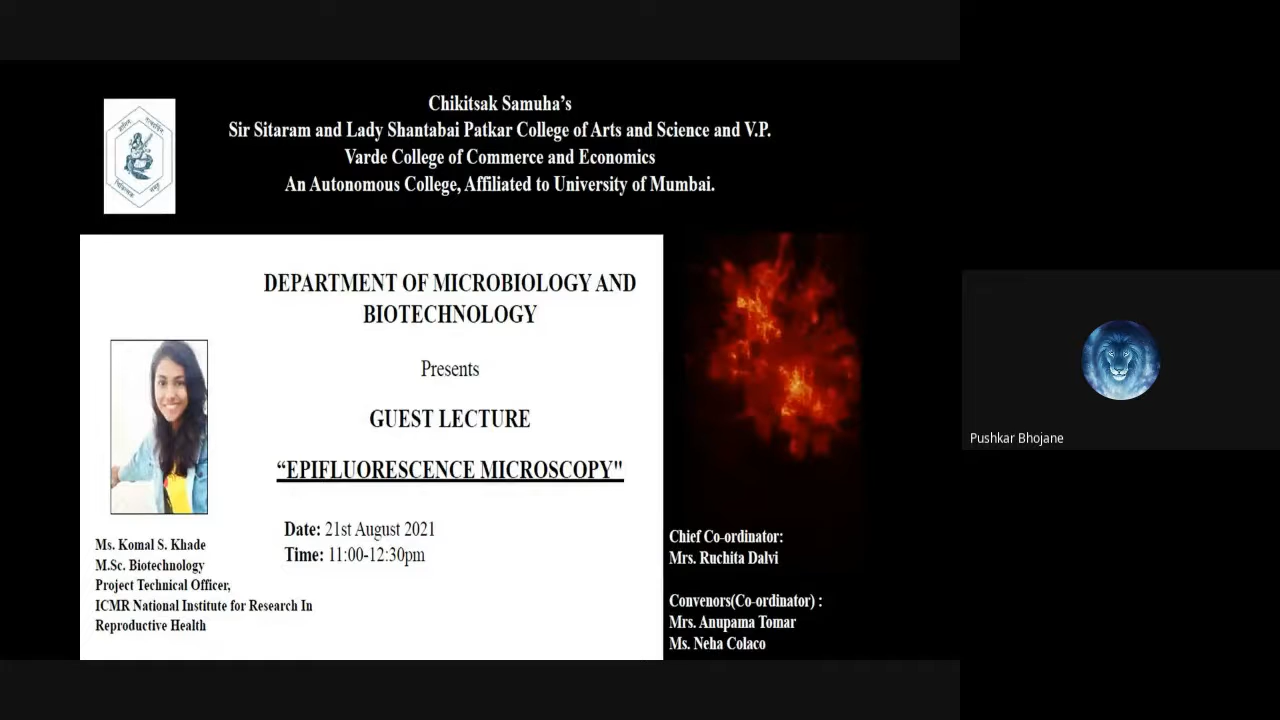 Chikitsak Samuha’s
Sir Sitaram and Lady Shantabai Patkar College of Arts and Science and V.P.
Varde College of Commerce and Economics
An Autonomous College, Affiliated to University of Mumbai.
DEPARTMENT OF MICROBIOLOGY AND
BIOTECHNOLOGY
Presents
GUEST LECTURE
“EPIFLUORESCENCE MICROSCOPY"
Date: 21st August 2021
Time: 11:00-12:30pm
Ms. Komal S. Khade
M.Sc. Biotechnology
Project Technical Officer,
ICMR National Institute for Research In
Reproductive Health
Chief Co-ordinator:
Mrs. Ruchita Dalvi
Convenors(Co-ordinator) :
Mrs. Anupama Tomar
Ms. Neha Colaco
Pushkar Bhojane